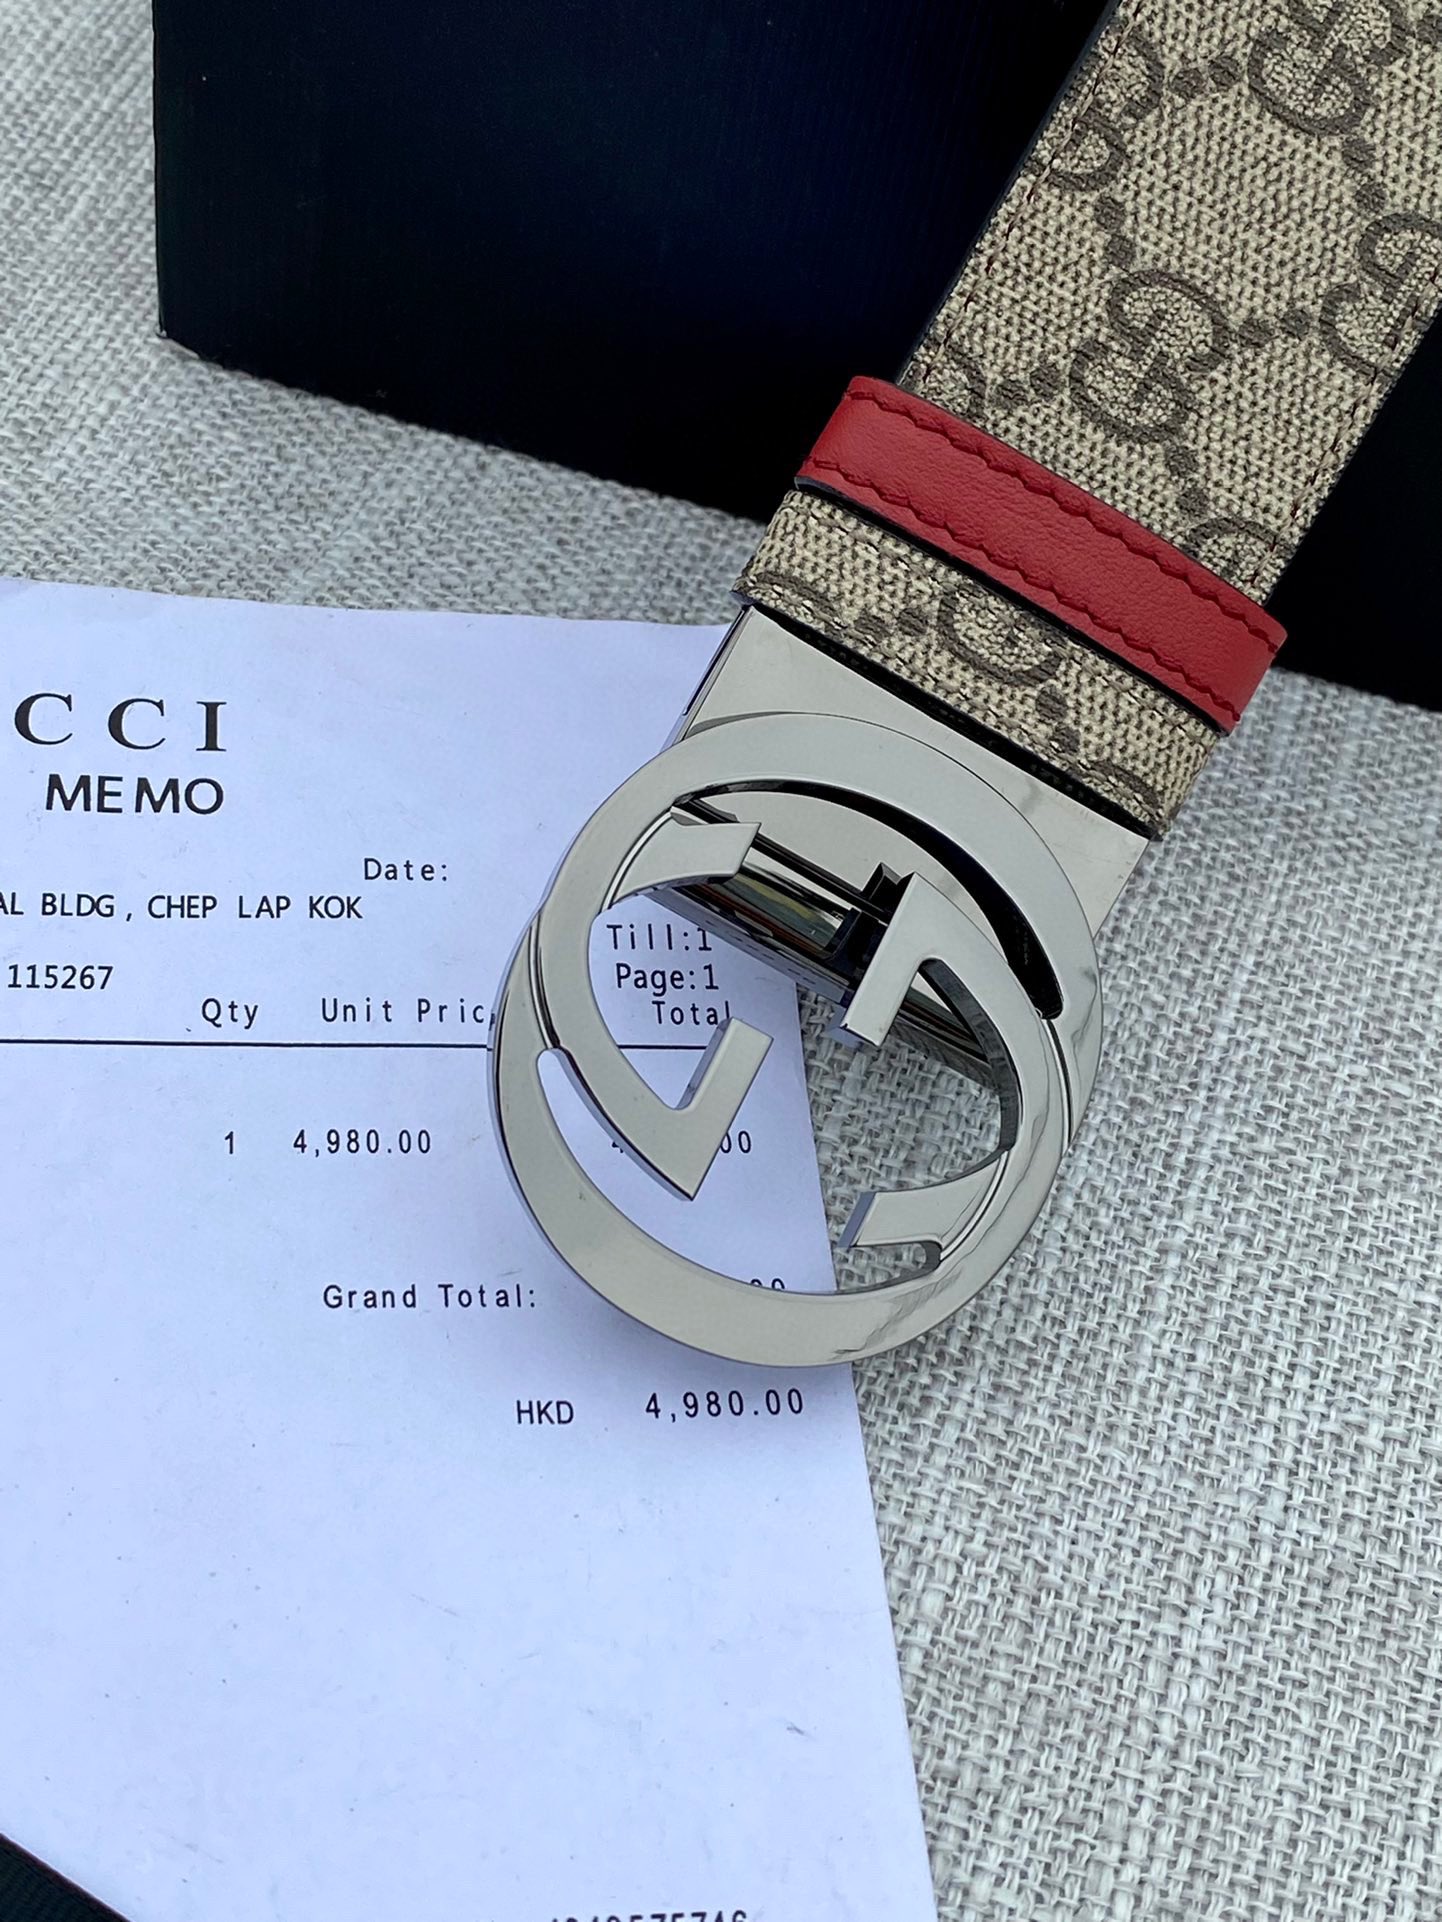 CCI
MEMO
Date:
AL BLDG, CHEP LAP KOK
Till:1
115267
Page:1
Qty Unit Pric Total
1 4,980.00
Grand Total:
HKD 4,980.00